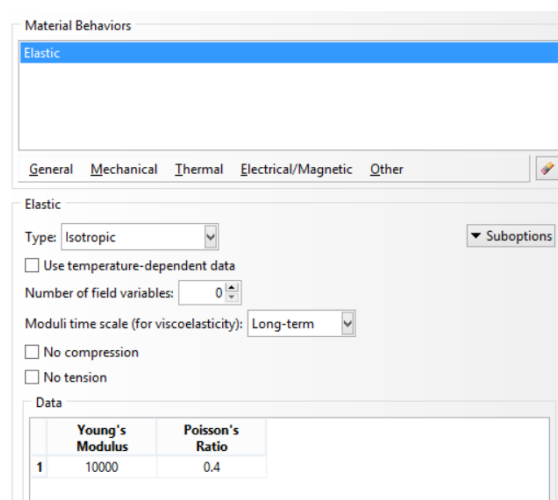 Material Behaviors
Elastic
General Mechanical Thermal Electrical/Magnetic Other
Elastic
Type: Isotropic
Suboptions
Use temperature-dependent data
Number of field variables: 0
Moduli time scale (for viscoelasticity): Long-term
No compression
No tension
Data
Young's Poisson's
Modulus Ratio
1 10000 0.4